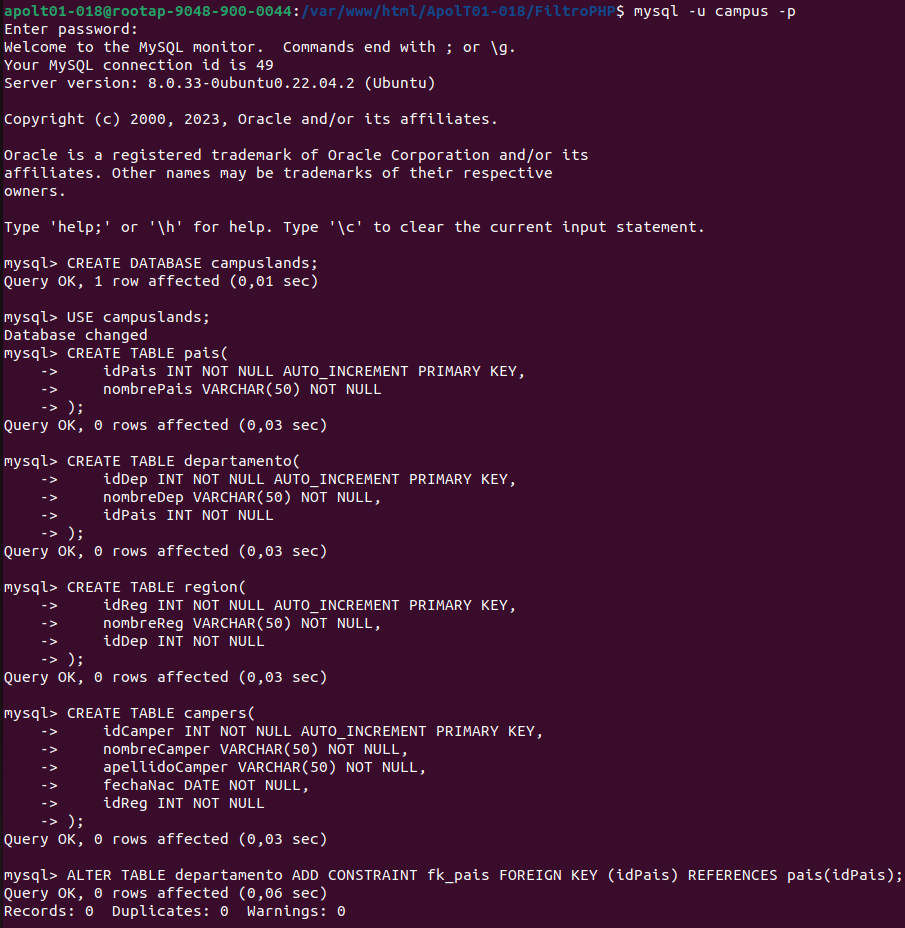 apolt01-018@rootap-9048-900-0044:/var/www/html/ApolT01-018/FiltroPHP$ mysql -u campus -p
Enter password:
Welcome to the MySQL monitor.  Commands end with ; or \g.
Your MySQL connection id is 49
Server version: 8.0.33-0ubuntu0.22.04.2 (Ubuntu)

Copyright (c) 2000, 2023, Oracle and/or its affiliates.

Oracle is a registered trademark of Oracle Corporation and/or its
affiliates. Other names may be trademarks of their respective
owners.

Type 'help;' or '\h' for help. Type '\c' to clear the current input statement.

mysql> CREATE DATABASE campuslands;
Query OK, 1 row affected (0,01 sec)

mysql> USE campuslands;
Database changed
mysql> CREATE TABLE pais(
    ->     idPais INT NOT NULL AUTO_INCREMENT PRIMARY KEY,
    ->     nombrePais VARCHAR(50) NOT NULL
    -> );
Query OK, 0 rows affected (0,03 sec)

mysql> CREATE TABLE departamento(
    ->     idDep INT NOT NULL AUTO_INCREMENT PRIMARY KEY,
    ->     nombreDep VARCHAR(50) NOT NULL,
    ->     idPais INT NOT NULL
    -> );
Query OK, 0 rows affected (0,03 sec)

mysql> CREATE TABLE region(
    ->     idReg INT NOT NULL AUTO_INCREMENT PRIMARY KEY,
    ->     nombreReg VARCHAR(50) NOT NULL,
    ->     idDep INT NOT NULL
    -> );
Query OK, 0 rows affected (0,03 sec)

mysql> CREATE TABLE campers(
    ->     idCamper INT NOT NULL AUTO_INCREMENT PRIMARY KEY,
    ->     nombreCamper VARCHAR(50) NOT NULL,
    ->     apellidoCamper VARCHAR(50) NOT NULL,
    ->     fechaNac DATE NOT NULL,
    ->     idReg INT NOT NULL
    -> );
Query OK, 0 rows affected (0,03 sec)

mysql> ALTER TABLE departamento ADD CONSTRAINT fk_pais FOREIGN KEY (idPais) REFERENCES pais(idPais);
Query OK, 0 rows affected (0,06 sec)
Records: 0  Duplicates: 0  Warnings: 0